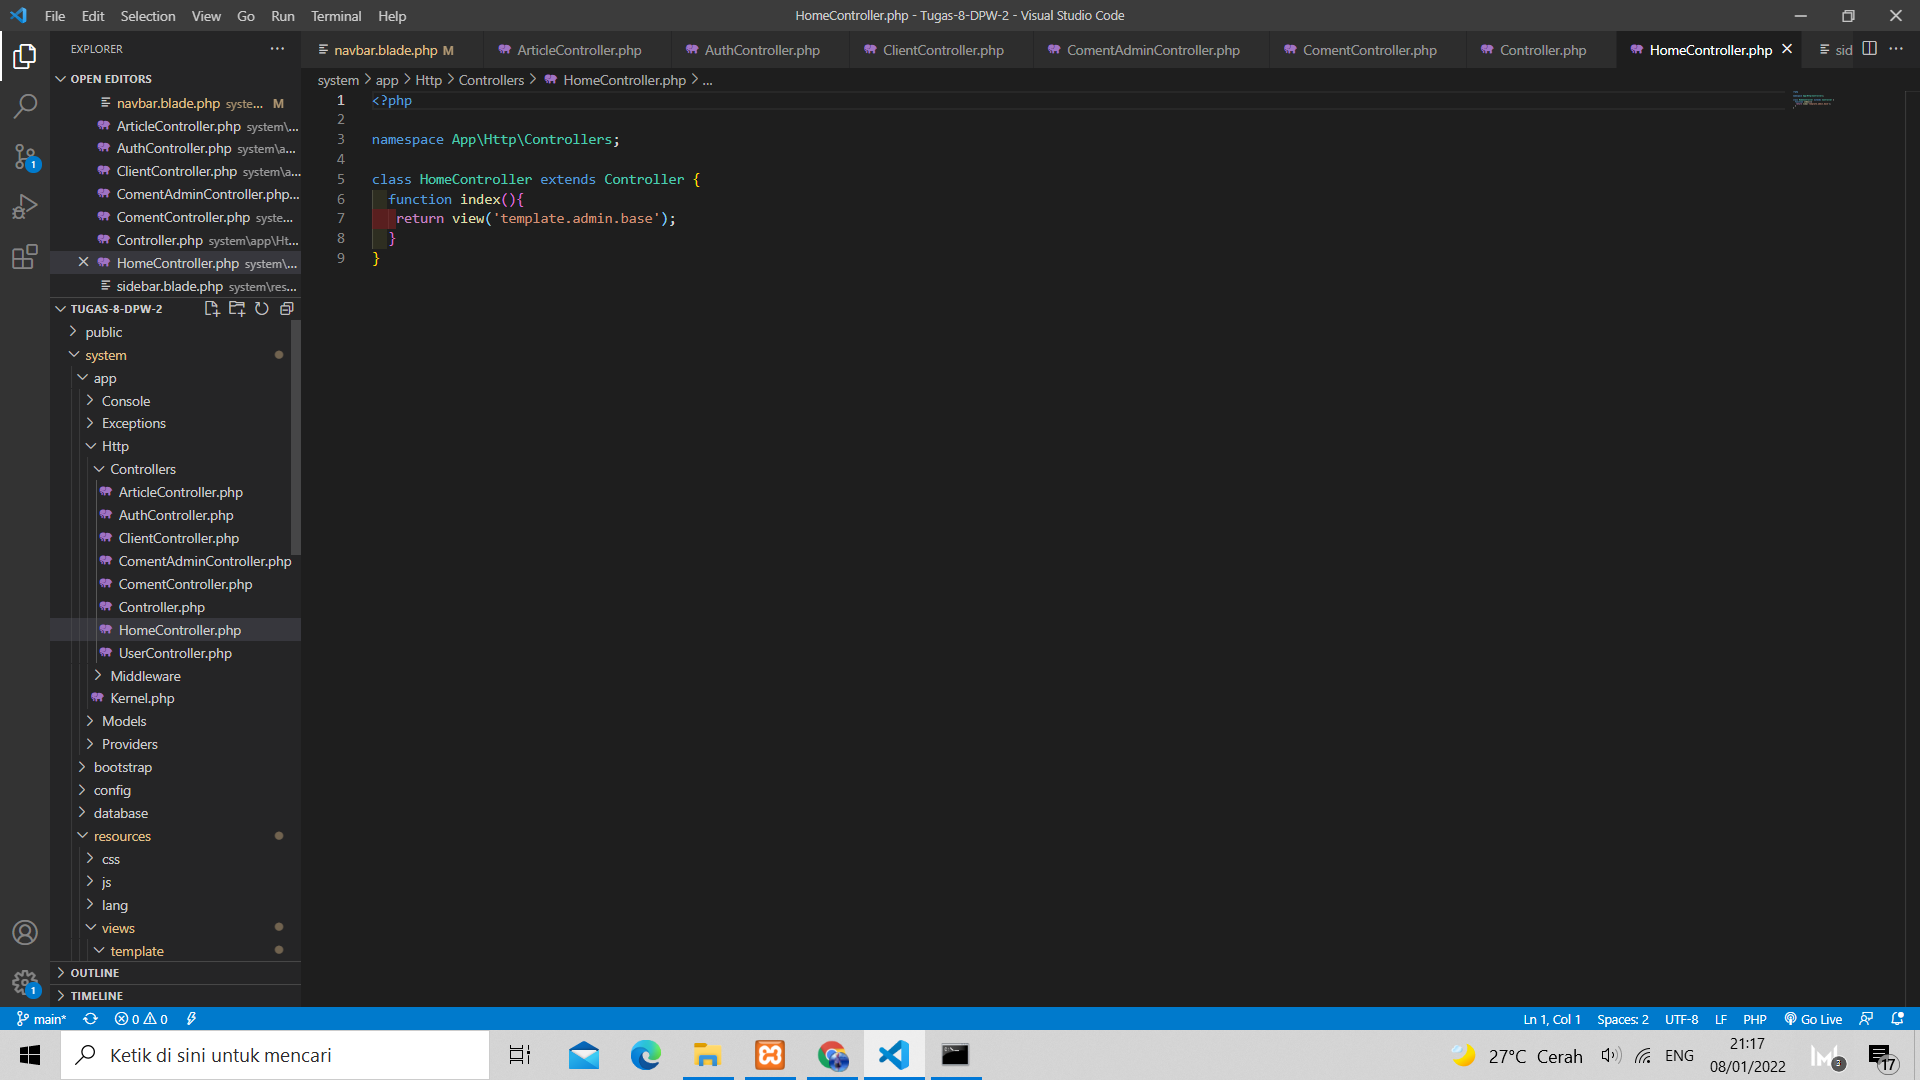 File Edit Selection View Go Run Terminal Help
HomeController.php - Tugas-8-DPW-2 - Visual Studio Code
EXPLORER
OPEN EDITORS
navbar.blade.php syste... M
ArticleController.php system\...
AuthController.php system\a...
ClientController.php system\a...
ComentAdminController.php...
ComentController.php syste...
Controller.php system\app\Ht...
HomeController.php system\...
sidebar.blade.php system\res...
TUGAS-8-DPW-2
public
system
app
Console
Exceptions
Http
Controllers
ArticleController.php
AuthController.php
ClientController.php
ComentAdminController.php
ComentController.php
Controller.php
HomeController.php
UserController.php
Middleware
Kernel.php
Models
Providers
bootstrap
config
database
resources
css
js
lang
views
template
OUTLINE
TIMELINE
navbar.blade.php M ArticleController.php AuthController.php ClientController.php ComentAdminController.php ComentController.php Controller.php HomeController.php sid
system > app > Http > Controllers > HomeController.php > ...
1 <?php
2
3 namespace App\Http\Controllers;
4
5 class HomeController extends Controller {
6 function index(){
7 return view('template.admin.base');
8 }
9 }
1
1
main* 0 0
Ln 1, Col 1 Spaces: 2 UTF-8 LF PHP Go Live
Ketik di sini untuk mencari
27°C Cerah ENG
21:17
08/01/2022
3
17